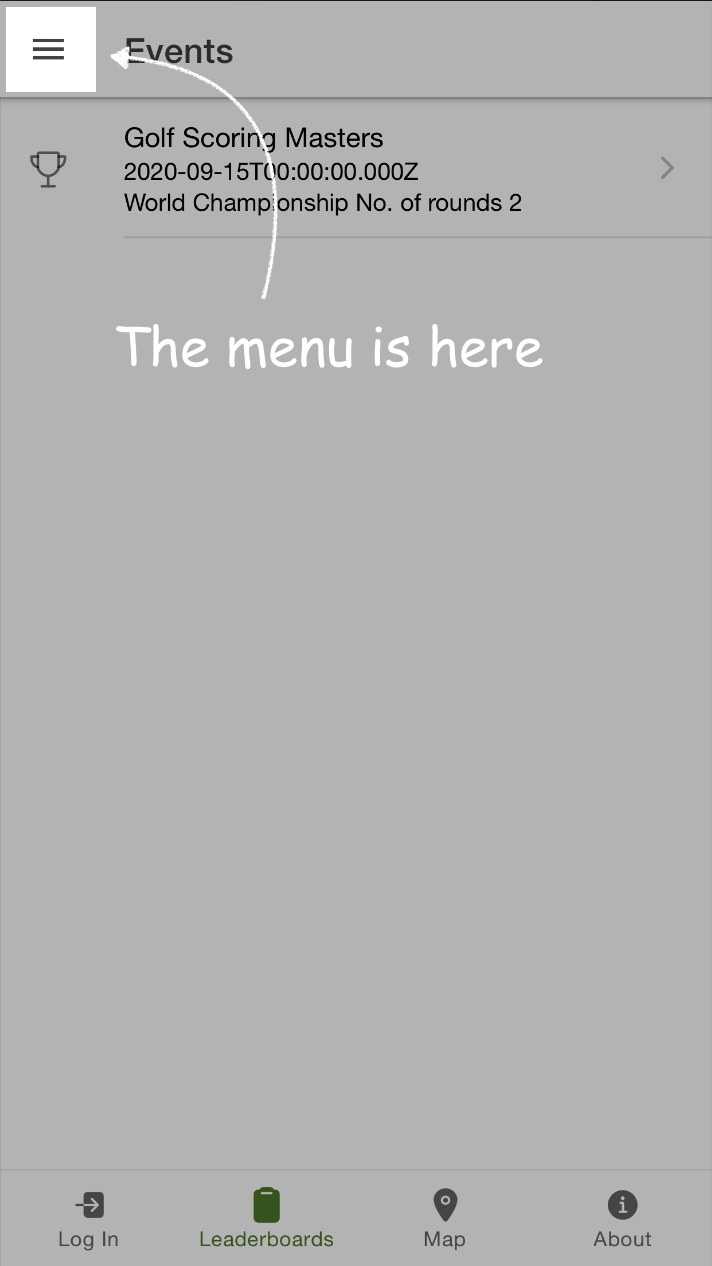 Events
Golf Scoring Masters
2020-09-15T00:00:00.000Z
World Championship No. of rounds 2
The menu is here
Log In
Leaderboards
Map
About